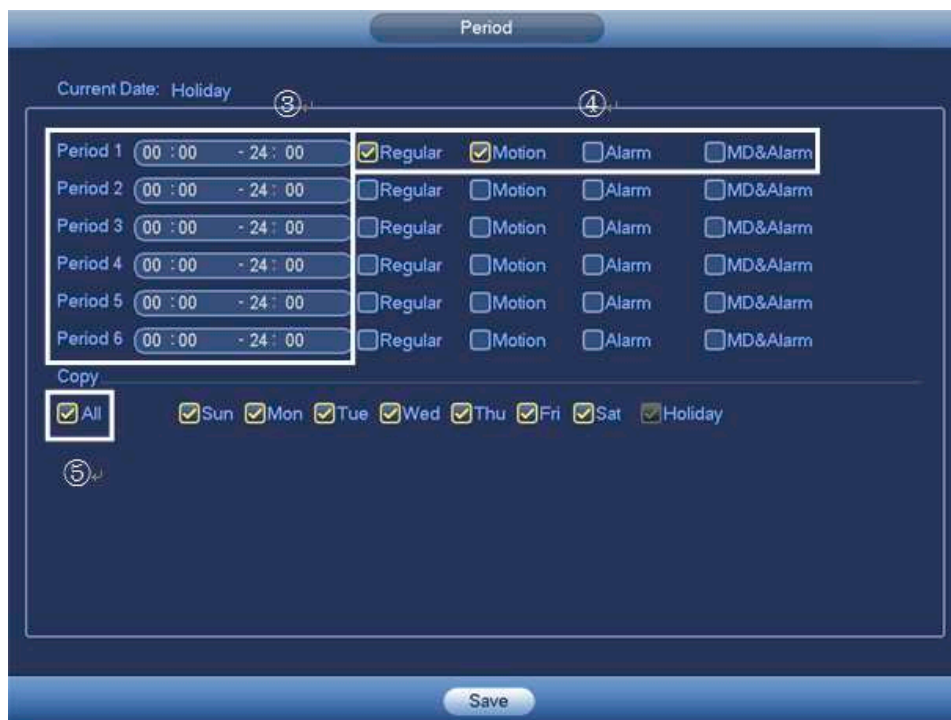 Period
Current Date: Holiday
③↵ ④↵
Period 1 00 :00 - 24 : 00 Regular Motion Alarm MD&Alarm
Period 2 00 :00 - 24 : 00 Regular Motion Alarm MD&Alarm
Period 3 00 :00 - 24 : 00 Regular Motion Alarm MD&Alarm
Period 4 00 :00 - 24 : 00 Regular Motion Alarm MD&Alarm
Period 5 00 :00 - 24 : 00 Regular Motion Alarm MD&Alarm
Period 6 00 :00 - 24 : 00 Regular Motion Alarm MD&Alarm
Copy
All Sun Mon Tue Wed Thu Fri Sat Holiday
⑤↵
Save